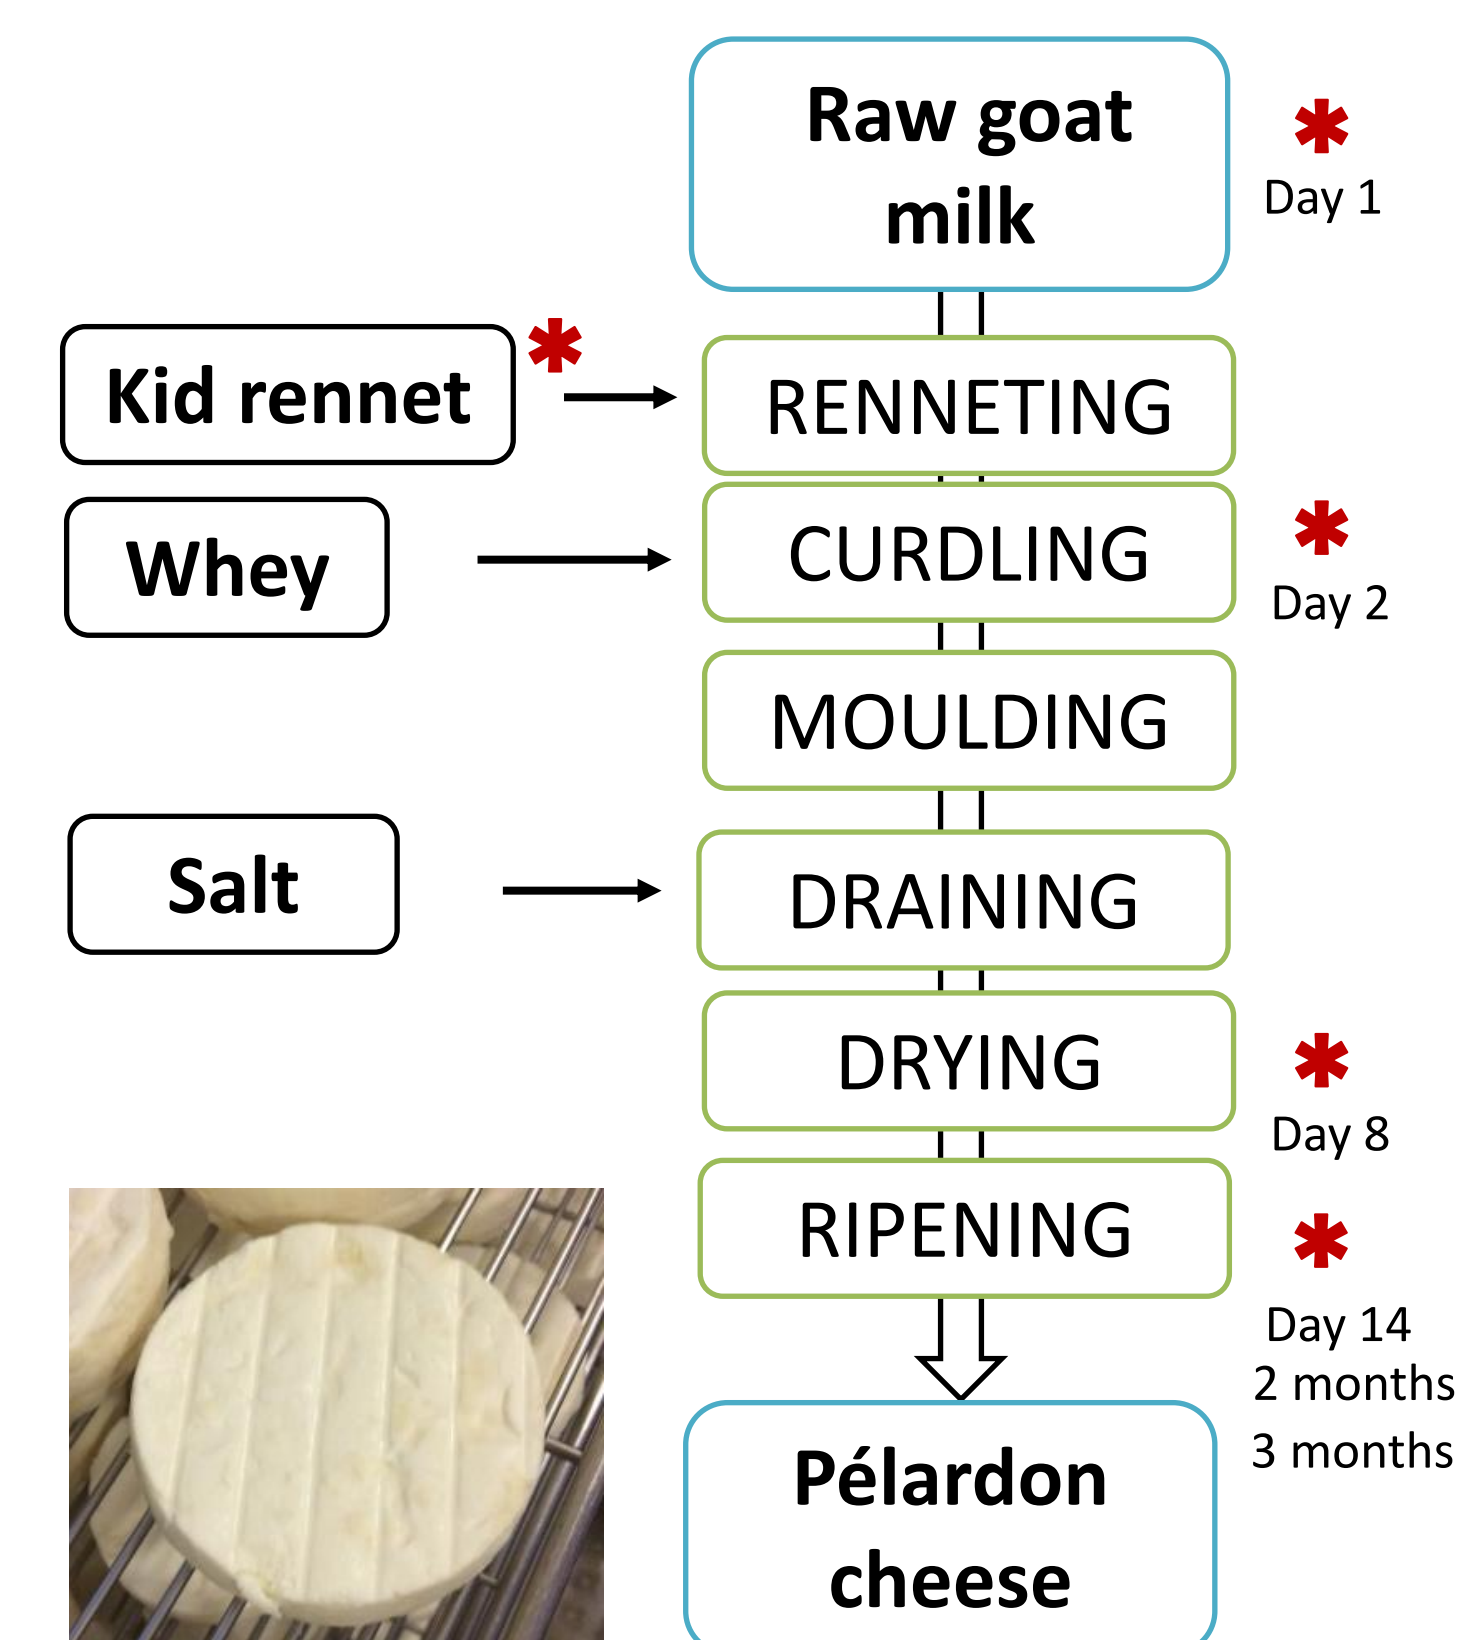 Raw goat
milk
*
Day 1
Kid rennet
*
RENNETING
Whey
CURDLING
*
Day 2
MOULDING
Salt
DRAINING
DRYING
*
Day 8
RIPENING
*
Day 14
2 months
3 months
Pélardon
cheese